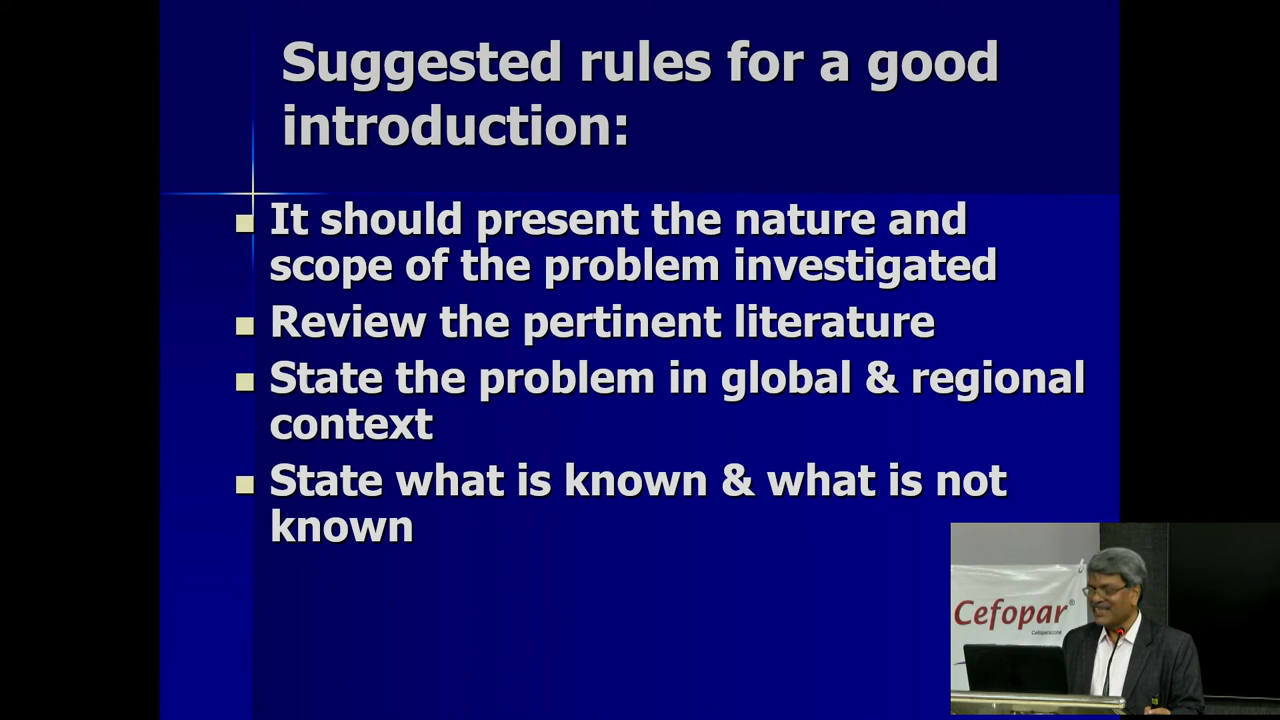 Suggested rules for a good
introduction:
It should present the nature and
scope of the problem investigated
Review the pertinent literature
State the problem in global & regional
context
State what is known & what is not
known
Cefopar®
Cefoperazone